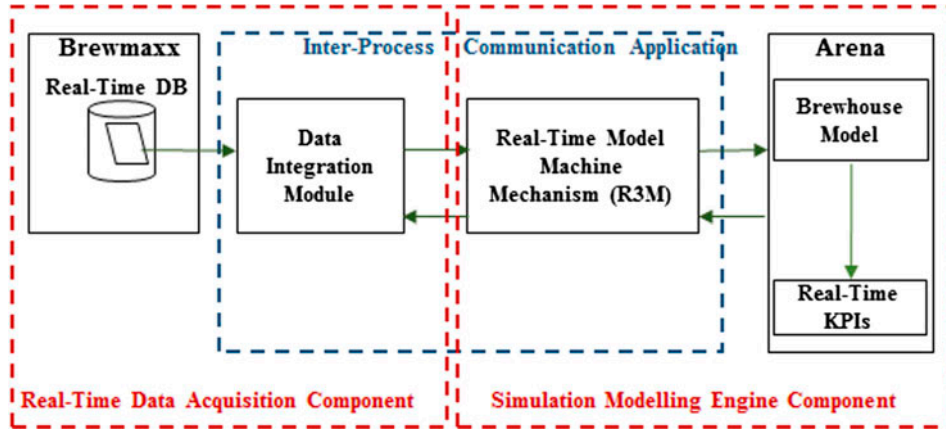 Brewmaxx
Real-Time DB
Inter-Process Communication Application
Data
Integration
Module
Real-Time Model
Machine
Mechanism (R3M)
Arena
Brewhouse
Model
Real-Time
KPIs
Real-Time Data Acquisition Component
Simulation Modelling Engine Component